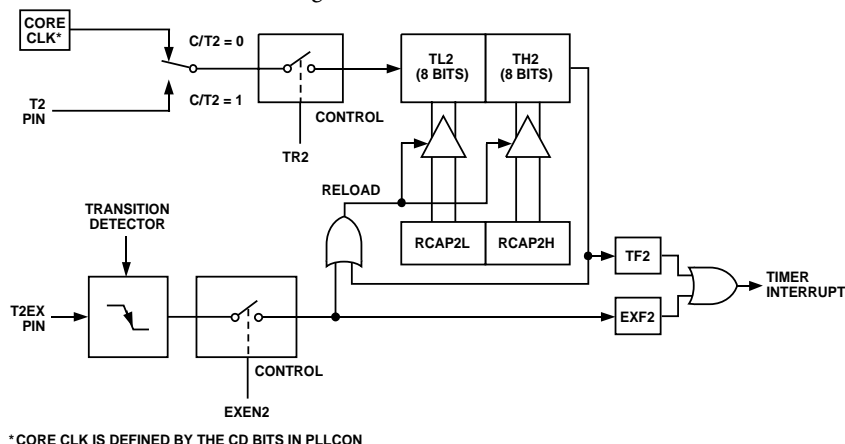 CORE
CLK*
C/T2 = 0
TL2
(8 BITS)
TH2
(8 BITS)
T2
PIN
C/T2 = 1
CONTROL
TR2
RELOAD
TRANSITION
DETECTOR
RCAP2L
RCAP2H
TF2
TIMER
INTERRUPT
T2EX
PIN
EXF2
CONTROL
EXEN2
*CORE CLK IS DEFINED BY THE CD BITS IN PLLCON